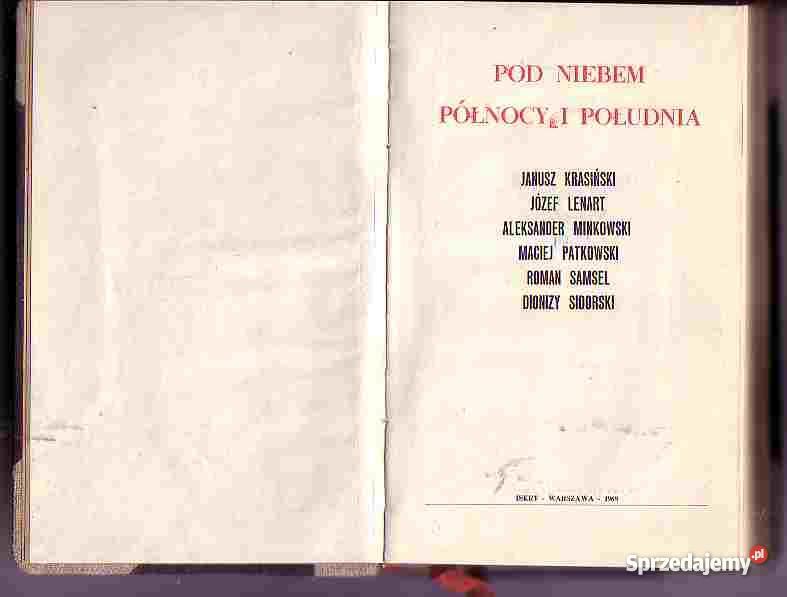 POD NIEBEM
PÓŁNOCY I POŁUDNIA
JANUSZ KRASIŃSKI
JÓZEF LENART
ALEKSANDER MINKOWSKI
MACIEJ PATKOWSKI
ROMAN SAMSEL
DIONIZY SIDORSKI
ISKRY - WARSZAWA - 1969
Sprzedajemy.pl